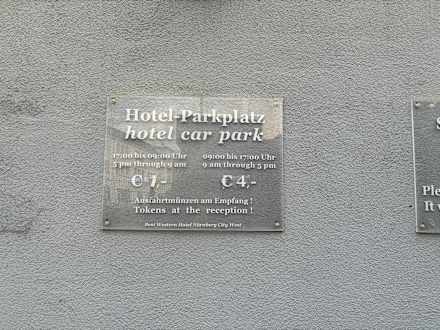 Hotel-Parkplatz
hotel car park
17:00 bis 09:00 Uhr
5 pm through 9 am
€ 1,-
09:00 bis 17:00 Uhr
9 am through 5 pm
€ 4,-
Ausfahrtmünzen am Empfang !
Tokens at the reception !
Best Western Hotel Nürnberg City West
S
Ple
It w